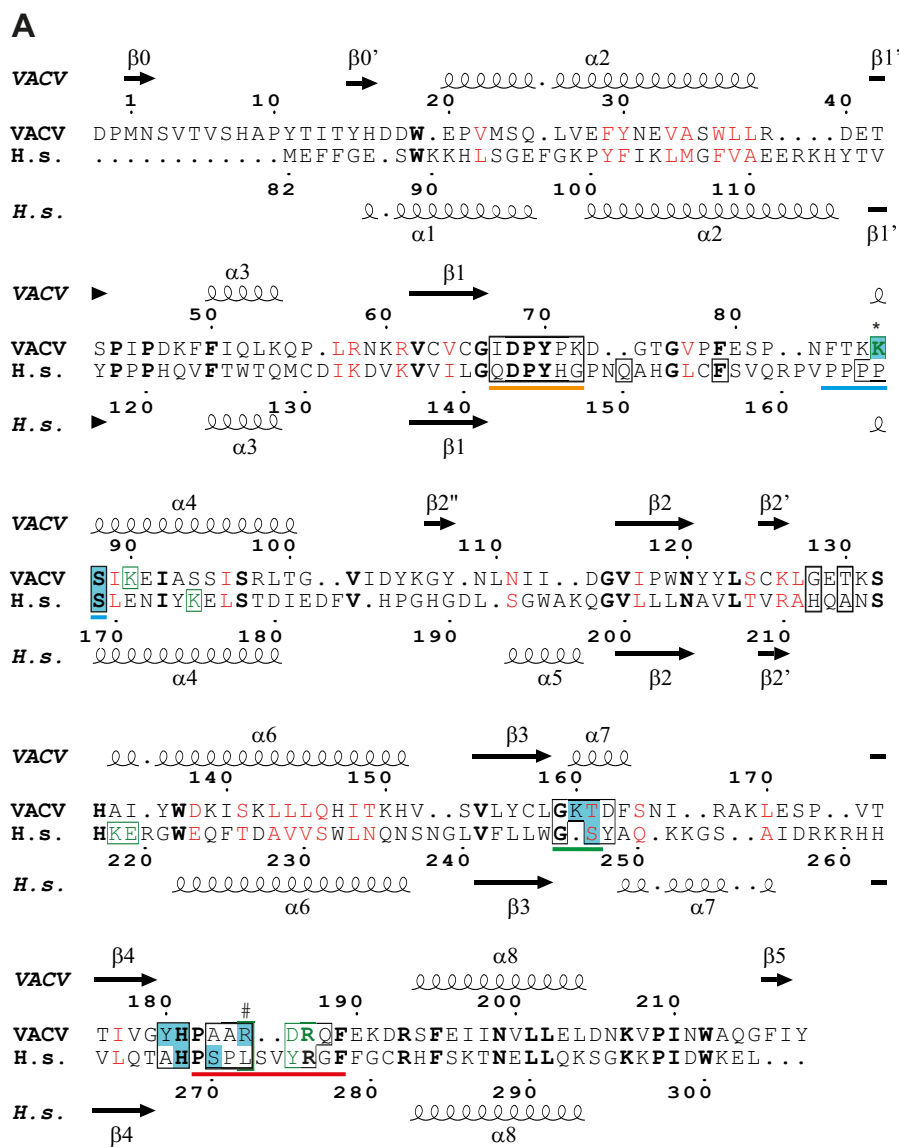 A
β0 β0' α2 β1'
VACV
1 10 20 30 40
VACV DPMNSVTVSHAPYTITYHDDW.EPVMSQ.LVEFYNEVASWLLR....DET
H.s. ............MEFFGE.SWKKHLSGEFGKPYFIKLMGFVAEERKHYTV
82 90 100 110
H.s.
α1 α2 β1'
α3 β1
VACV
50 60 70 80 *
VACV SPIPDKFFIQLKQP.LRNKRVCVCGIDPYPKD..GTGVPFESP..NFTKK
H.s. YPPPHQVFTWTQMCDIKDVKVVILGQDPYHGPNQAHGLCFSVQRPVPPPP
120 130 140 150 160
H.s.
α3 β1
α4 β2" β2 β2'
VACV
90 100 110 120 130
VACV SIKEIASSISRLTG..VIDYKGY.NLNII.DGVIPWNYYLSCKLGETKS
H.s. SLENIYKELSTDIEDFV.HPGHGDL.SGWAKQGVLLLNAVLTVRAHQANS
170 180 190 200 210
H.s.
α4 α5 β2 β2'
α6 β3 α7
VACV
140 150 160 170
VACV HAI.YWDKISKLLLQHITKHV..SVLYCLGKTDFSNI..RAKLESP..VT
H.s. HKERGWEQFTDAVVSWLNQNSNGLVFLLWG.SYAQ.KKGS.AIDRKRHH
220 230 240 250 260
H.s.
α6 β3 α7
β4 α8 β5
VACV
180 # 190 200 210
VACV TIVGYHPAAR..DRQFEKDRSFEIINVLLELDNKVPINWAQGFIY
H.s. VLQTAHPSPLSVYRGFFGCRHFSKTNELLQKSGKKPIDWKEL...
270 280 290 300
H.s.
β4 α8